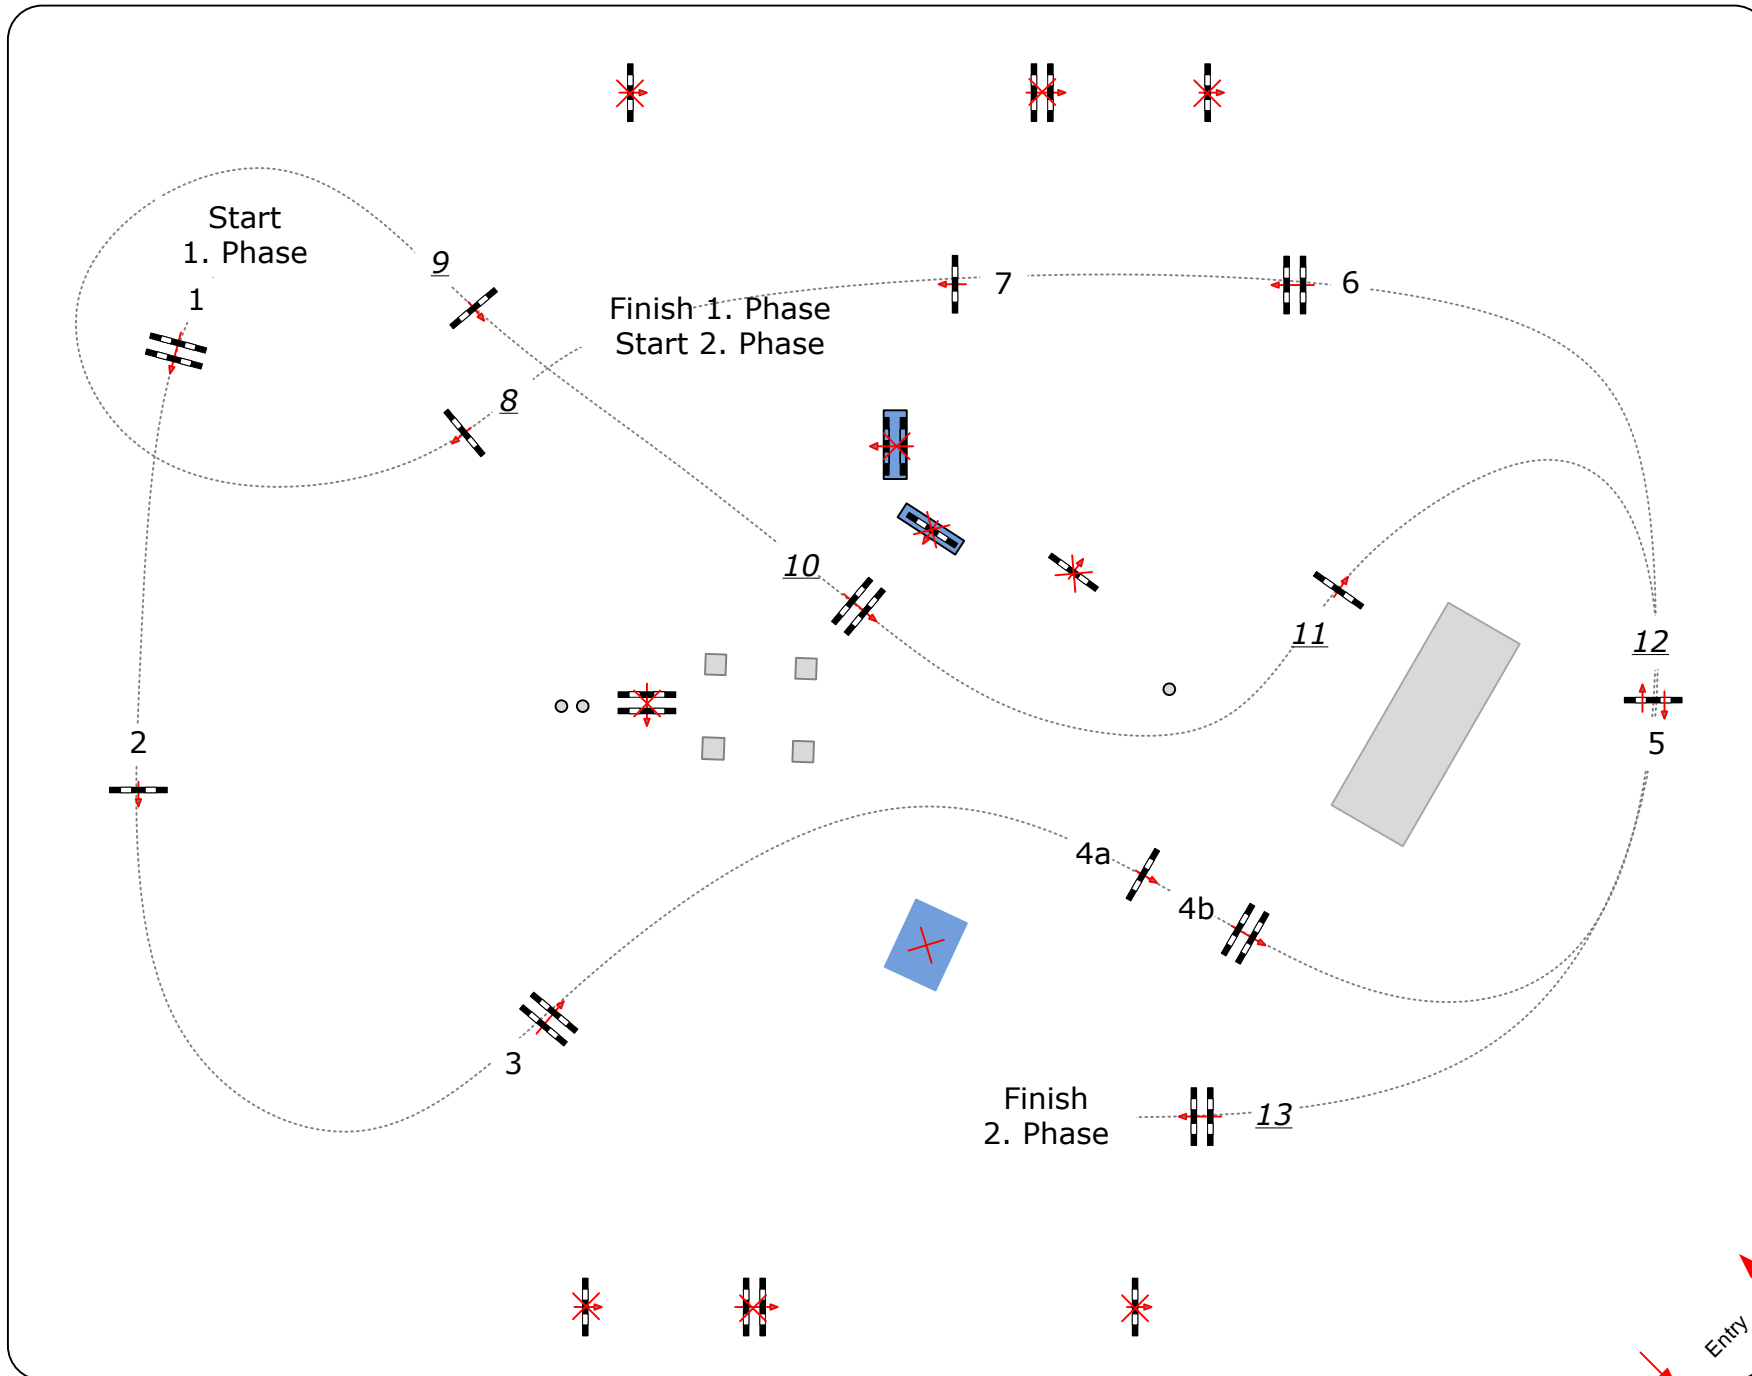 Start
1. Phase
9
1
7
6
Finish 1. Phase
Start 2. Phase
8
10
11
12
2
5
4a
4b
3
Finish
2. Phase
13
Entry